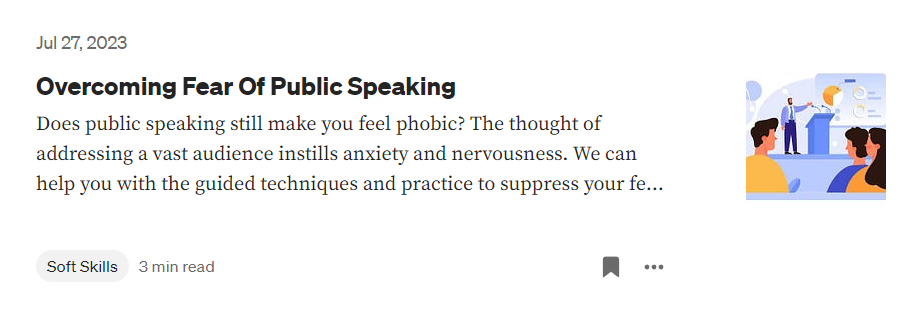 Jul 27, 2023
Overcoming Fear Of Public Speaking
Does public speaking still make you feel phobic? The thought of
addressing a vast audience instills anxiety and nervousness. We can
help you with the guided techniques and practice to suppress your fe...
Soft Skills 3 min read